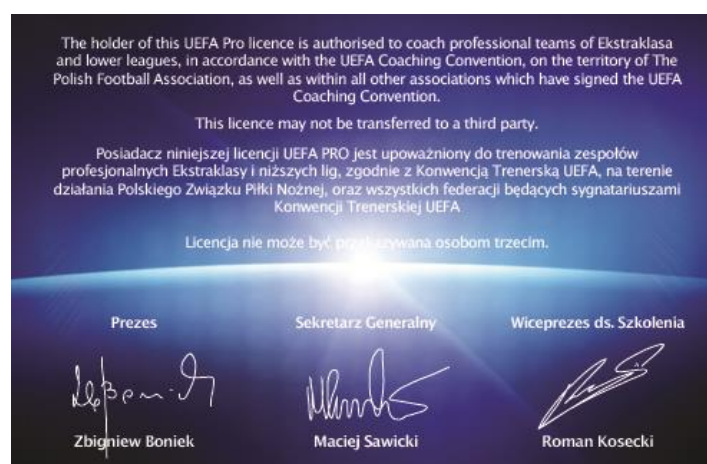 The holder of this UEFA Pro licence is authorised to coach professional teams of Ekstraklasa
and lower leagues, in accordance with the UEFA Coaching Convention, on the territory of The
Polish Football Association, as well as within all other associations which have signed the UEFA
Coaching Convention.
This licence may not be transferred to a third party.
Posiadacz niniejszej licencji UEFA PRO jest upoważniony do trenowania zespołów
profesjonalnych Ekstraklasy i niższych lig, zgodnie z Konwencją Trenerską UEFA, na terenie
działania Polskiego Związku Piłki Nożnej, oraz wszystkich federacji będących sygnatariuszami
Konwencji Trenerskiej UEFA
Licencja nie może być przekazywana osobom trzecim.
Prezes Sekretarz Generalny Wiceprezes ds. Szkolenia
Zbigniew Boniek Maciej Sawicki Roman Kosecki